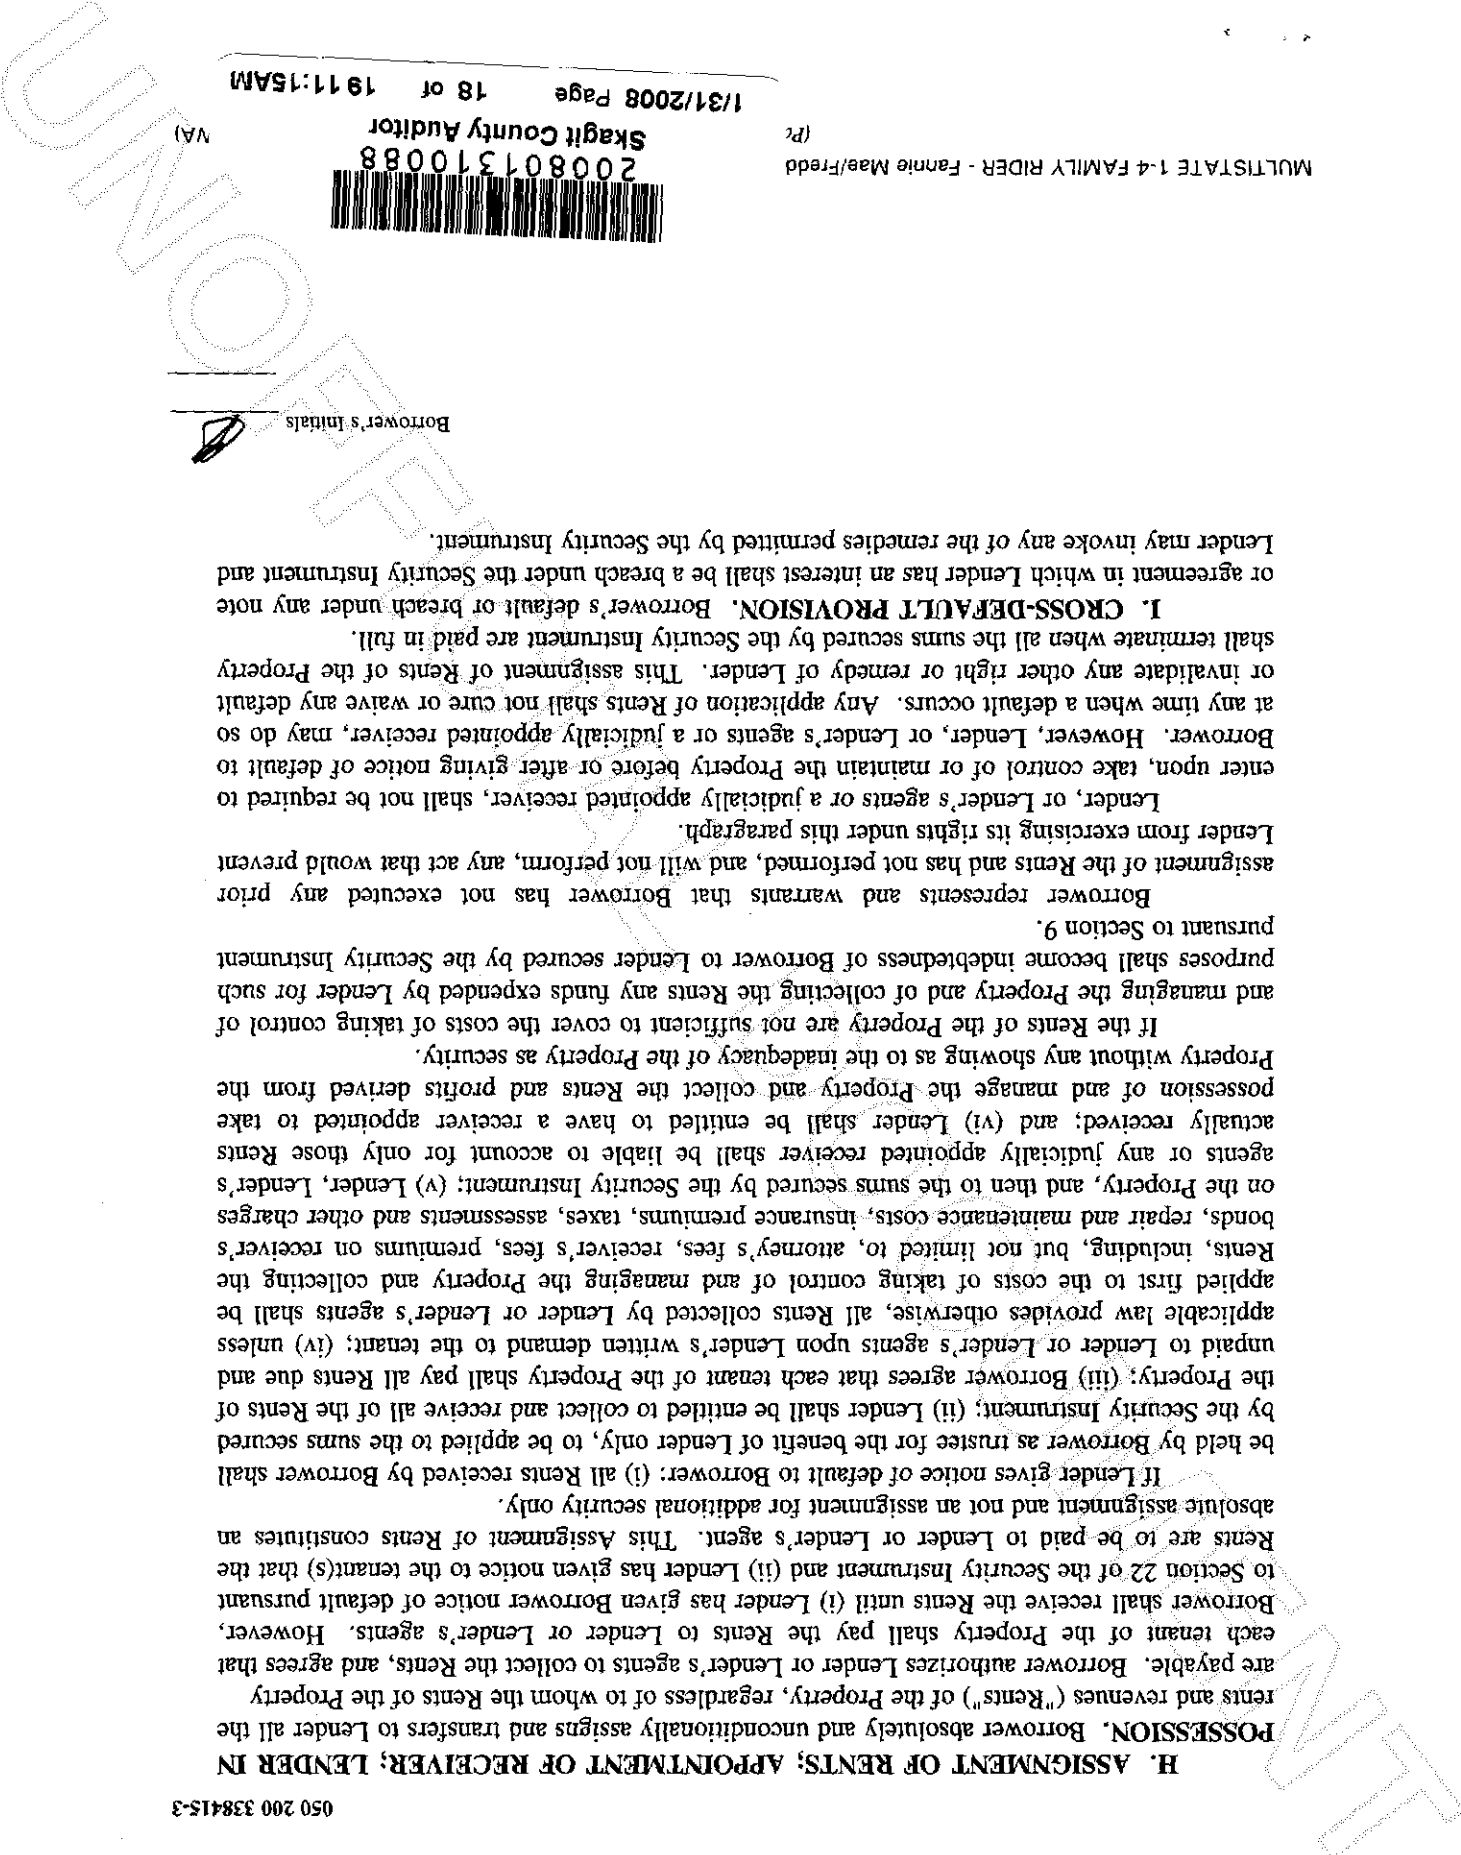 050 200 338415-3
H. ASSIGNMENT OF RENTS; APPOINTMENT OF RECEIVER; LENDER IN
POSSESSION. Borrower absolutely and unconditionally assigns and transfers to Lender all the
rents and revenues ("Rents") of the Property, regardless of to whom the Rents of the Property
are payable. Borrower authorizes Lender or Lender's agents to collect the Rents, and agrees that
each tenant of the Property shall pay the Rents to Lender or Lender's agents. However,
Borrower shall receive the Rents until (i) Lender has given Borrower notice of default pursuant
to Section 22 of the Security Instrument and (ii) Lender has given notice to the tenant(s) that the
Rents are to be paid to Lender or Lender's agent. This Assignment of Rents constitutes an
absolute assignment and not an assignment for additional security only.
If Lender gives notice of default to Borrower: (i) all Rents received by Borrower shall
be held by Borrower as trustee for the benefit of Lender only, to be applied to the sums secured
by the Security Instrument; (ii) Lender shall be entitled to collect and receive all of the Rents of
the Property; (iii) Borrower agrees that each tenant of the Property shall pay all Rents due and
unpaid to Lender or Lender's agents upon Lender's written demand to the tenant; (iv) unless
applicable law provides otherwise, all Rents collected by Lender or Lender's agents shall be
applied first to the costs of taking control of and managing the Property and collecting the
Rents, including, but not limited to, attorney's fees, receiver's fees, premiums on receiver's
bonds, repair and maintenance costs, insurance premiums, taxes, assessments and other charges
on the Property, and then to the sums secured by the Security Instrument; (v) Lender, Lender's
agents or any judicially appointed receiver shall be liable to account for only those Rents
actually received; and (vi) Lender shall be entitled to have a receiver appointed to take
possession of and manage the Property and collect the Rents and profits derived from the
Property without any showing as to the inadequacy of the Property as security.
If the Rents of the Property are not sufficient to cover the costs of taking control of
and managing the Property and of collecting the Rents any funds expended by Lender for such
purposes shall become indebtedness of Borrower to Lender secured by the Security Instrument
pursuant to Section 9.
Borrower represents and warrants that Borrower has not executed any prior
assignment of the Rents and has not performed, and will not perform, any act that would prevent
Lender from exercising its rights under this paragraph.
Lender, or Lender's agents or a judicially appointed receiver, shall not be required to
enter upon, take control of or maintain the Property before or after giving notice of default to
Borrower. However, Lender, or Lender's agents or a judicially appointed receiver, may do so
at any time when a default occurs. Any application of Rents shall not cure or waive any default
or invalidate any other right or remedy of Lender. This assignment of Rents of the Property
shall terminate when all the sums secured by the Security Instrument are paid in full.
I. CROSS-DEFAULT PROVISION. Borrower's default or breach under any note
or agreement in which Lender has an interest shall be a breach under the Security Instrument and
Lender may invoke any of the remedies permitted by the Security Instrument.
Borrower's Initials
MULTISTATE 1-4 FAMILY RIDER - Fannie Mae/Fredd
200801310088
Skagit County Auditor
1/31/2008 Page 18 of 19 11:15AM
UNOFFICIAL DOCUMENT